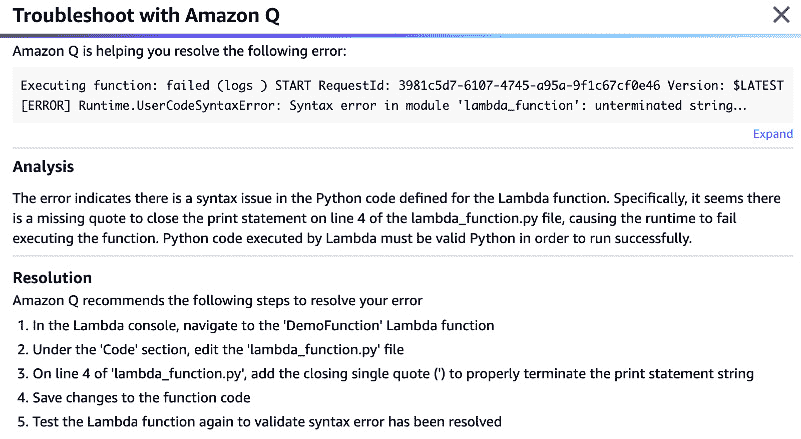 Troubleshoot with Amazon Q
Amazon Q is helping you resolve the following error:
Executing function: failed (logs ) START RequestId: 3981c5d7-6107-4745-a95a-9f1c67cf0e46 Version: $LATEST
[ERROR] Runtime.UserCodeSyntaxError: Syntax error in module 'lambda_function': unterminated string...
Expand
Analysis
The error indicates there is a syntax issue in the Python code defined for the Lambda function. Specifically, it seems there
is a missing quote to close the print statement on line 4 of the lambda_function.py file, causing the runtime to fail
executing the function. Python code executed by Lambda must be valid Python in order to run successfully.
Resolution
Amazon Q recommends the following steps to resolve your error
1. In the Lambda console, navigate to the 'DemoFunction' Lambda function
2. Under the 'Code' section, edit the 'lambda_function.py' file
3. On line 4 of 'lambda_function.py', add the closing single quote (') to properly terminate the print statement string
4. Save changes to the function code
5. Test the Lambda function again to validate syntax error has been resolved